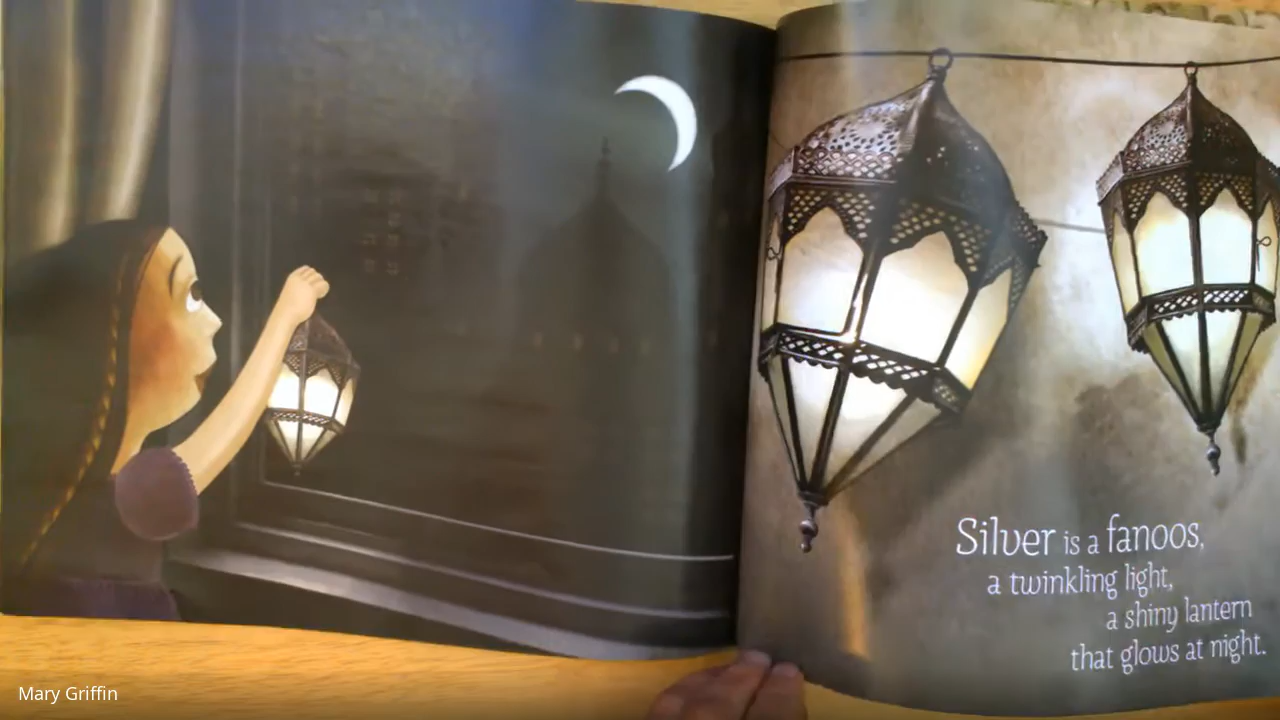 Silver is a fanoos,
a twinkling light,
a shiny lantern
that glows at night.
Mary Griffin